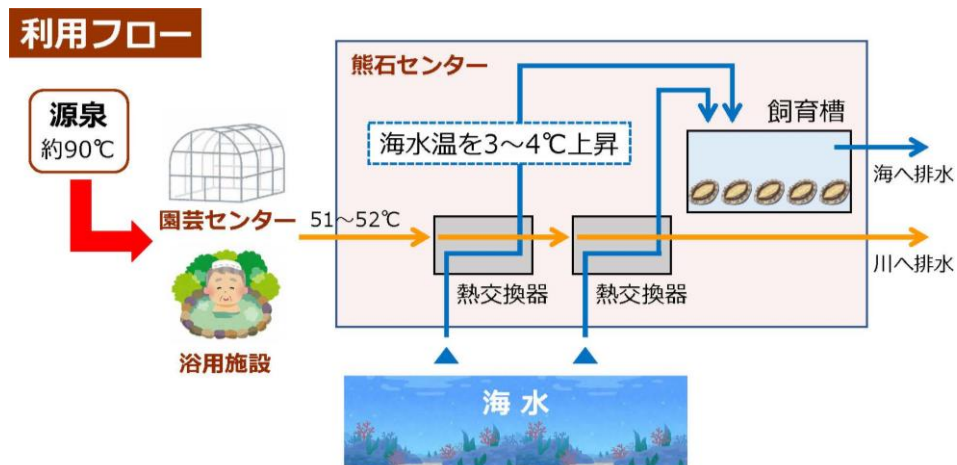 利用フロー
源泉
約90℃
園芸センター
浴用施設
51～52℃
熊石センター
海水温を3～4℃上昇
飼育槽
熱交換器
熱交換器
海へ排水
川へ排水
海水